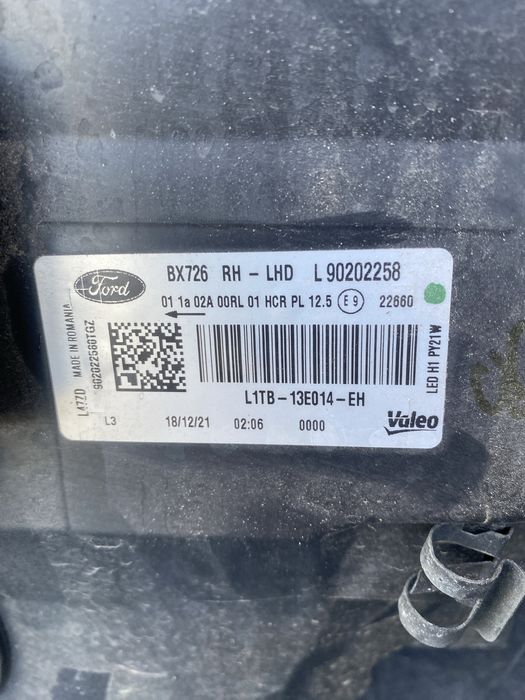 Ford
BX726 RH - LHD L 90202258
01 1a 02A 00RL 01 HCR PL 12.5 E9 22660
L1TB-13E014-EH
L3 18/12/21 02:06 0000 Valeo
L47ZD MADE IN ROMANIA
LED H1 PY21W